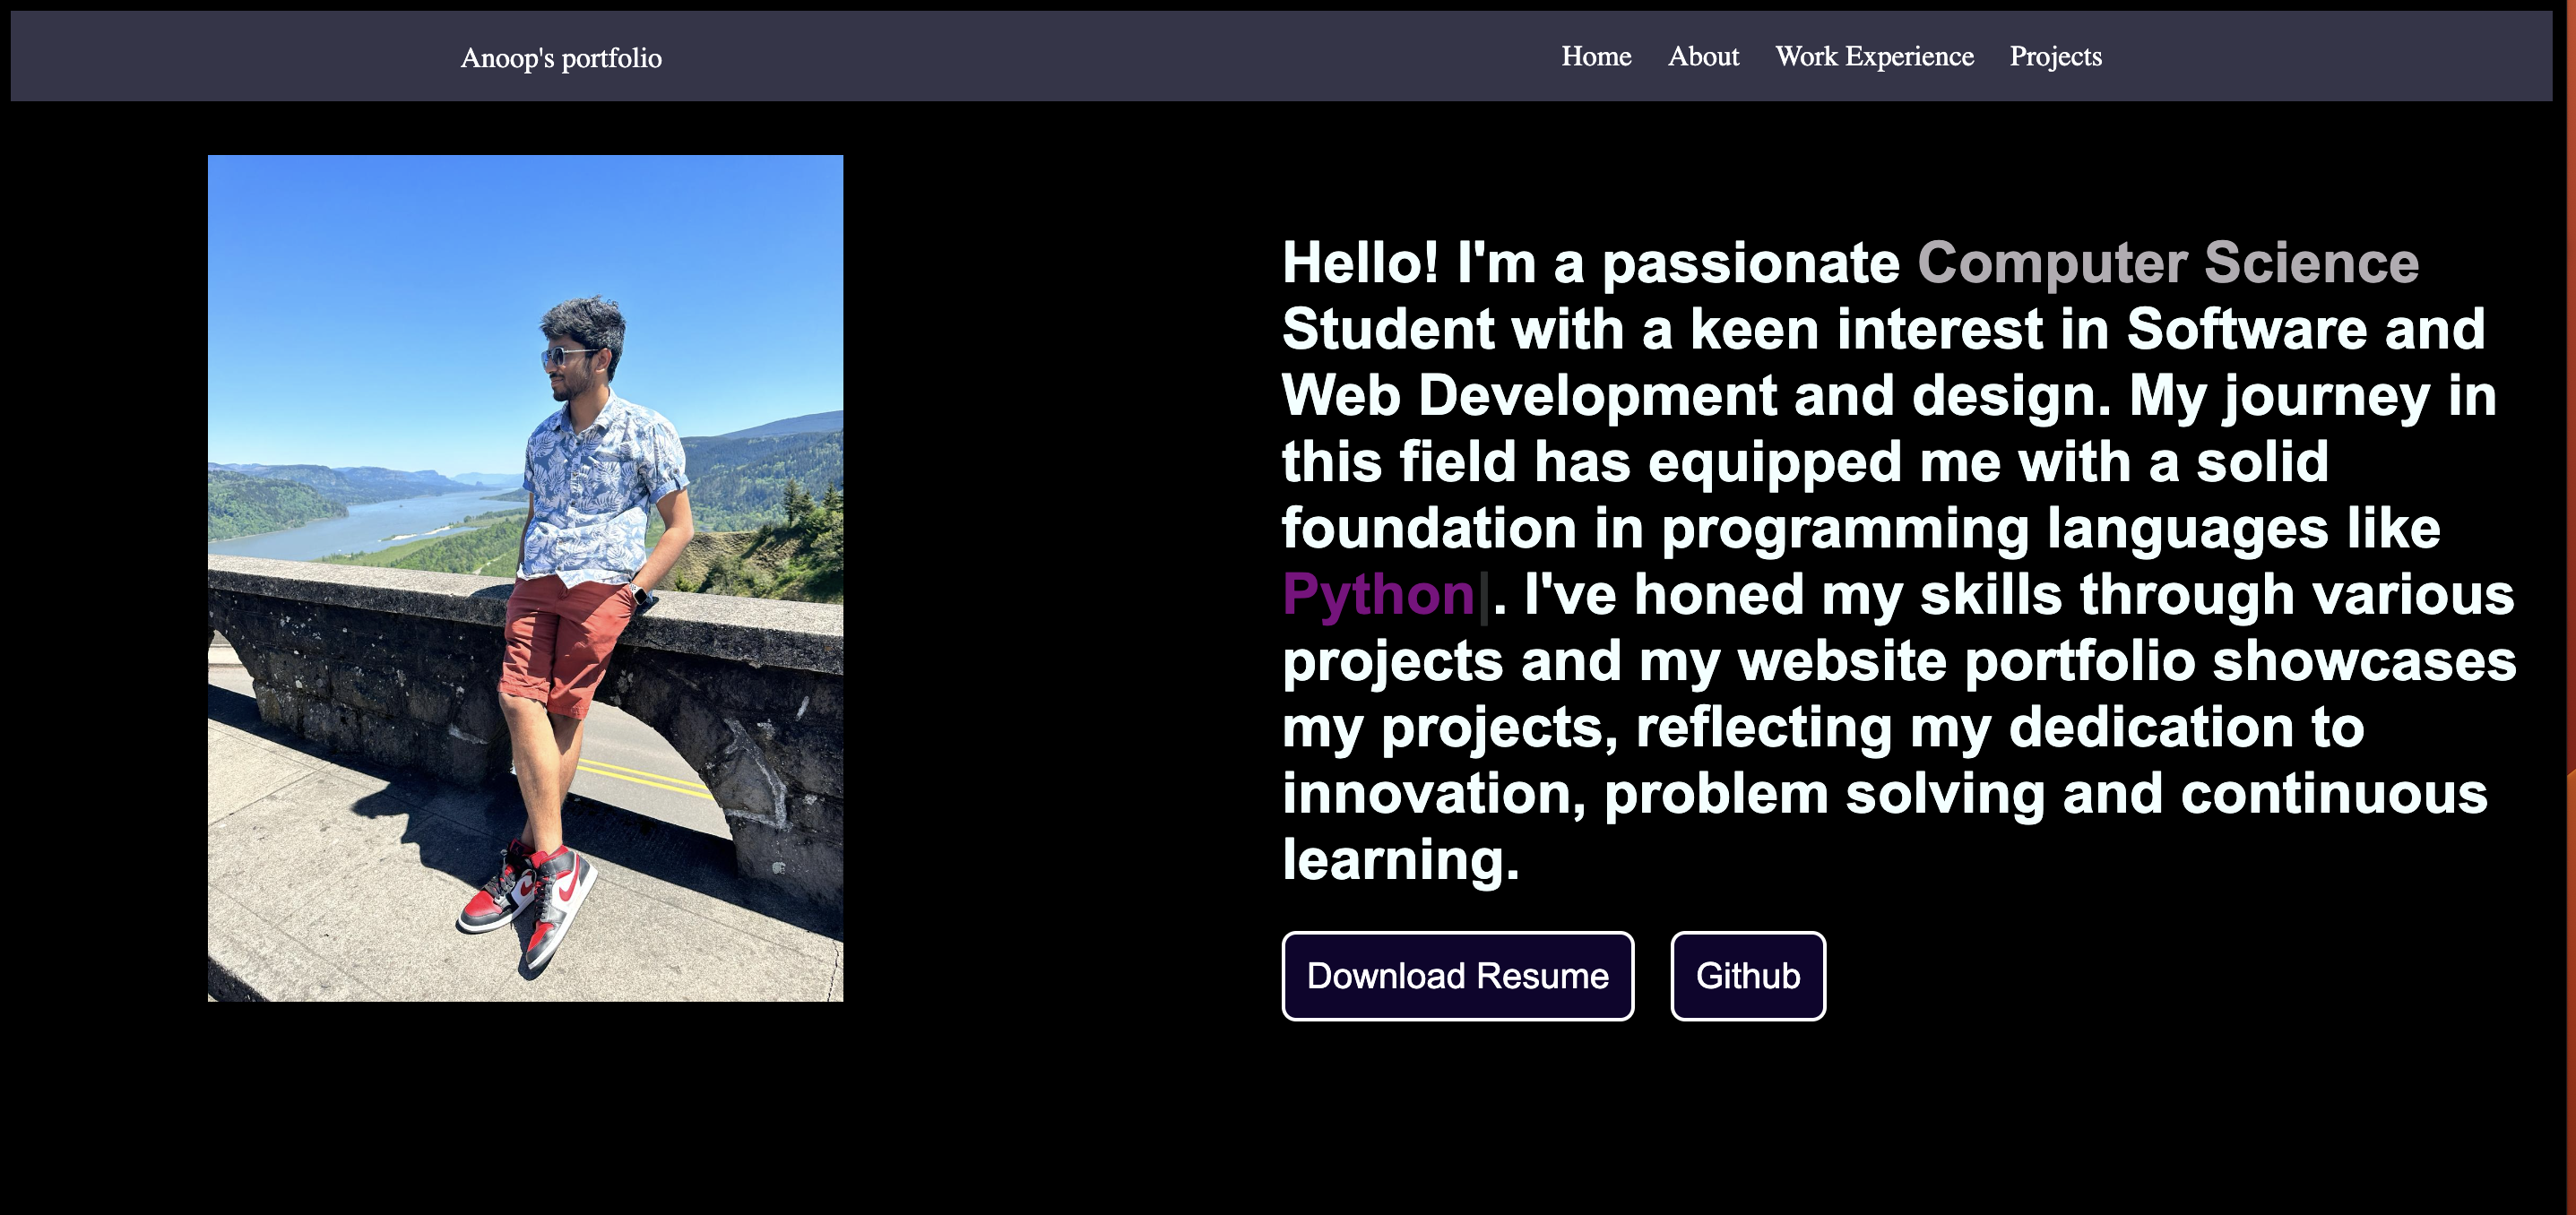 Anoop's portfolio
Home About Work Experience Projects
Hello! I'm a passionate Computer Science
Student with a keen interest in Software and
Web Development and design. My journey in
this field has equipped me with a solid
foundation in programming languages like
Python|. I've honed my skills through various
projects and my website portfolio showcases
my projects, reflecting my dedication to
innovation, problem solving and continuous
learning.
Download Resume
Github